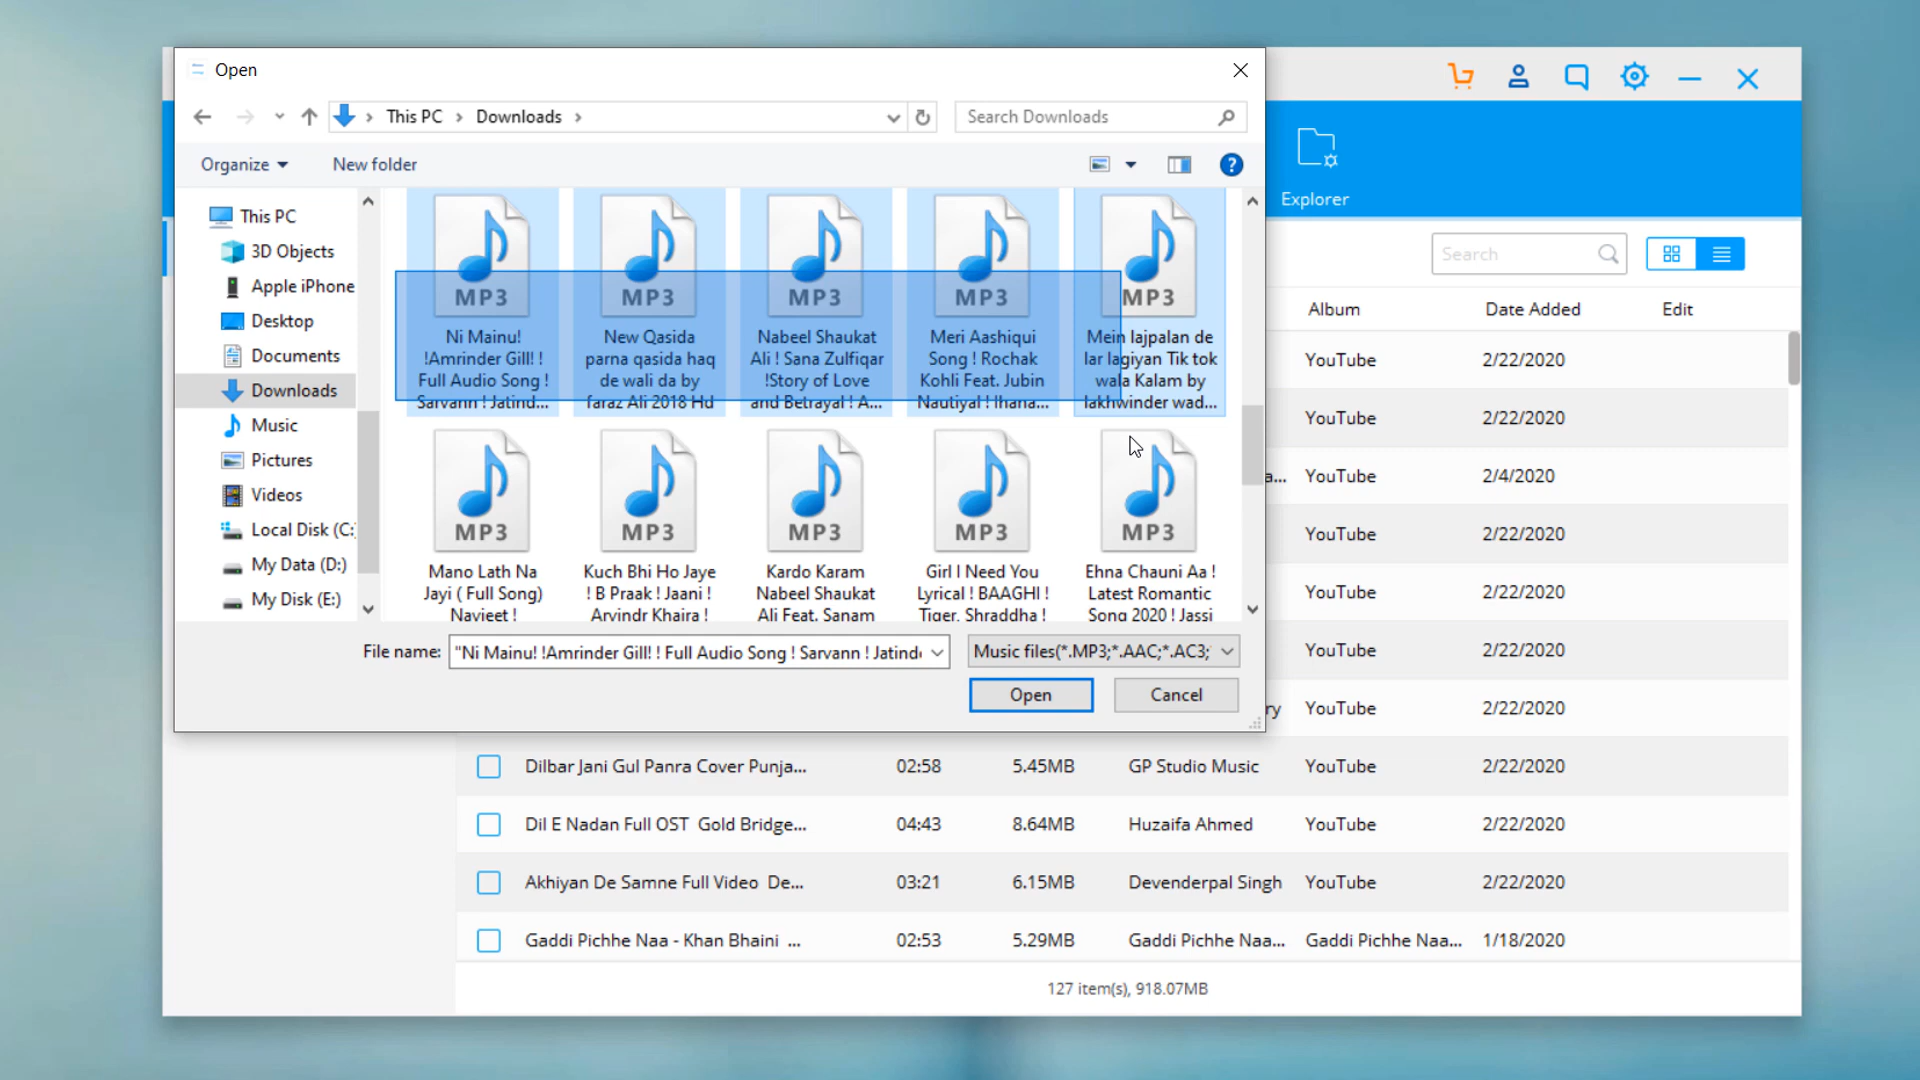 Open
This PC > Downloads >
Search Downloads
Organize
New folder
Explorer
This PC
3D Objects
Apple iPhone
Desktop
Documents
Downloads
Music
Pictures
Videos
Local Disk (C:
My Data (D:)
My Disk (E:)
MP3
MP3
MP3
MP3
MP3
Ni Mainu!
!Amrinder Gill! !
Full Audio Song !
Sarvann ! Jatind...
New Qasida
parna qasida haq
de wali da by
faraz Ali 2018 Hd
Nabeel Shaukat
Ali ! Sana Zulfiqar
!Story of Love
and Betrayal ! A...
Meri Aashiqui
Song ! Rochak
Kohli Feat. Jubin
Nautiyal ! Ihana...
Mein lajpalan de
lar lagiyan Tik tok
wala Kalam by
lakhwinder wad...
MP3
MP3
MP3
MP3
MP3
Mano Lath Na
Jayi ( Full Song)
Navjeet !
Kuch Bhi Ho Jaye
! B Praak ! Jaani !
Arvindr Khaira !
Kardo Karam
Nabeel Shaukat
Ali Feat. Sanam
Girl I Need You
Lyrical ! BAAGHI !
Tiger, Shraddha !
Ehna Chauni Aa !
Latest Romantic
Song 2020 ! Jassi
File name:
"Ni Mainu! !Amrinder Gill! ! Full Audio Song ! Sarvann ! Jatind
Music files(*.MP3;*.AAC;*.AC3;
Open
Cancel
Search
Album Date Added Edit
YouTube 2/22/2020
YouTube 2/22/2020
a... YouTube 2/4/2020
YouTube 2/22/2020
YouTube 2/22/2020
YouTube 2/22/2020
ry YouTube 2/22/2020
Dilbar Jani Gul Panra Cover Punja... 02:58 5.45MB GP Studio Music YouTube 2/22/2020
Dil E Nadan Full OST Gold Bridge... 04:43 8.64MB Huzaifa Ahmed YouTube 2/22/2020
Akhiyan De Samne Full Video De... 03:21 6.15MB Devenderpal Singh YouTube 2/22/2020
Gaddi Pichhe Naa - Khan Bhaini ... 02:53 5.29MB Gaddi Pichhe Naa... Gaddi Pichhe Naa... 1/18/2020
127 item(s), 918.07MB